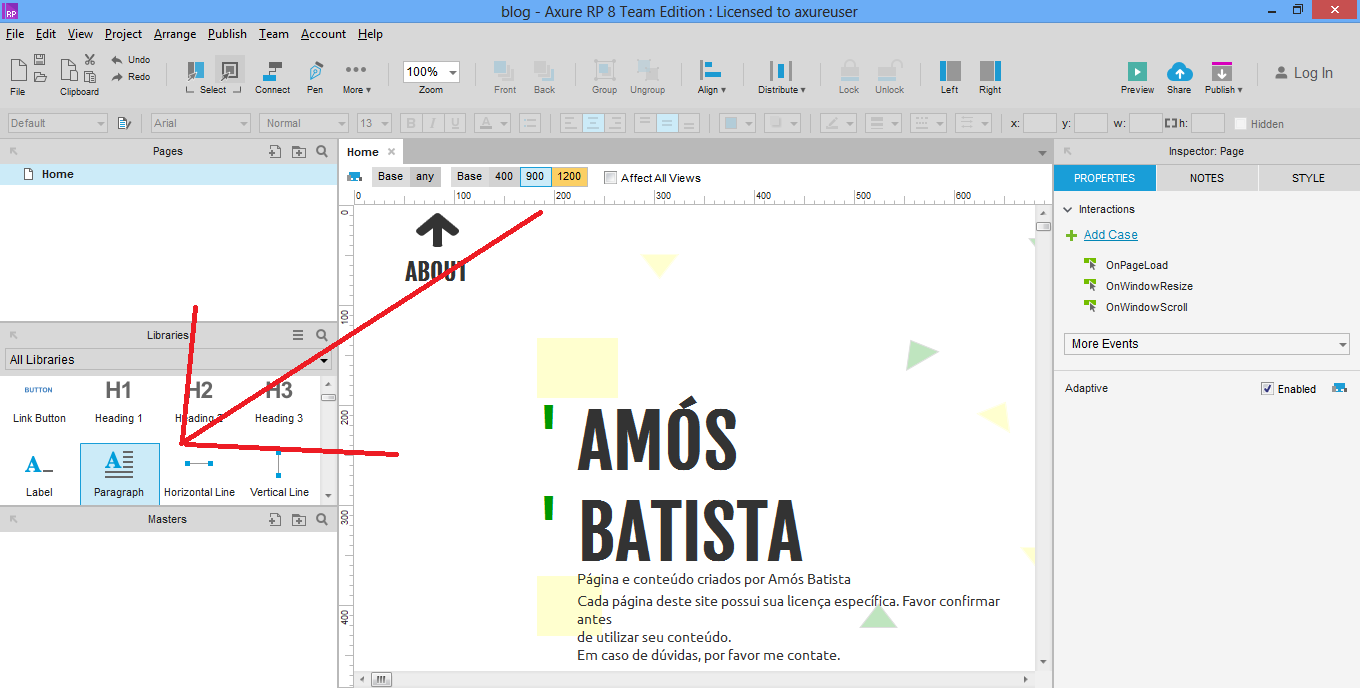 RP
blog - Axure RP 8 Team Edition : Licensed to axureuser
File Edit View Project Arrange Publish Team Account Help
Undo
Redo
100%
File Clipboard Select Connect Pen More Zoom Front Back Group Ungroup Align Distribute Lock Unlock Left Right Preview Share Publish Log In
Default Arial Normal 13 B I U A x: y: w: h: Hidden
Pages
Home
Home
Base any Base 400 900 1200 Affect All Views
0 100 200 300 400 500 600
0
100
200
300
400
ABOUT
AMÓS
BATISTA
Página e conteúdo criados por Amós Batista
Cada página deste site possui sua licença específica. Favor confirmar
antes
de utilizar seu conteúdo.
Em caso de dúvidas, por favor me contate.
Libraries
All Libraries
BUTTON H1 H2 H3
Link Button Heading 1 Heading 2 Heading 3
A A
Label Paragraph Horizontal Line Vertical Line
Masters
Inspector: Page
PROPERTIES NOTES STYLE
Interactions
Add Case
OnPageLoad
OnWindowResize
OnWindowScroll
More Events
Adaptive Enabled